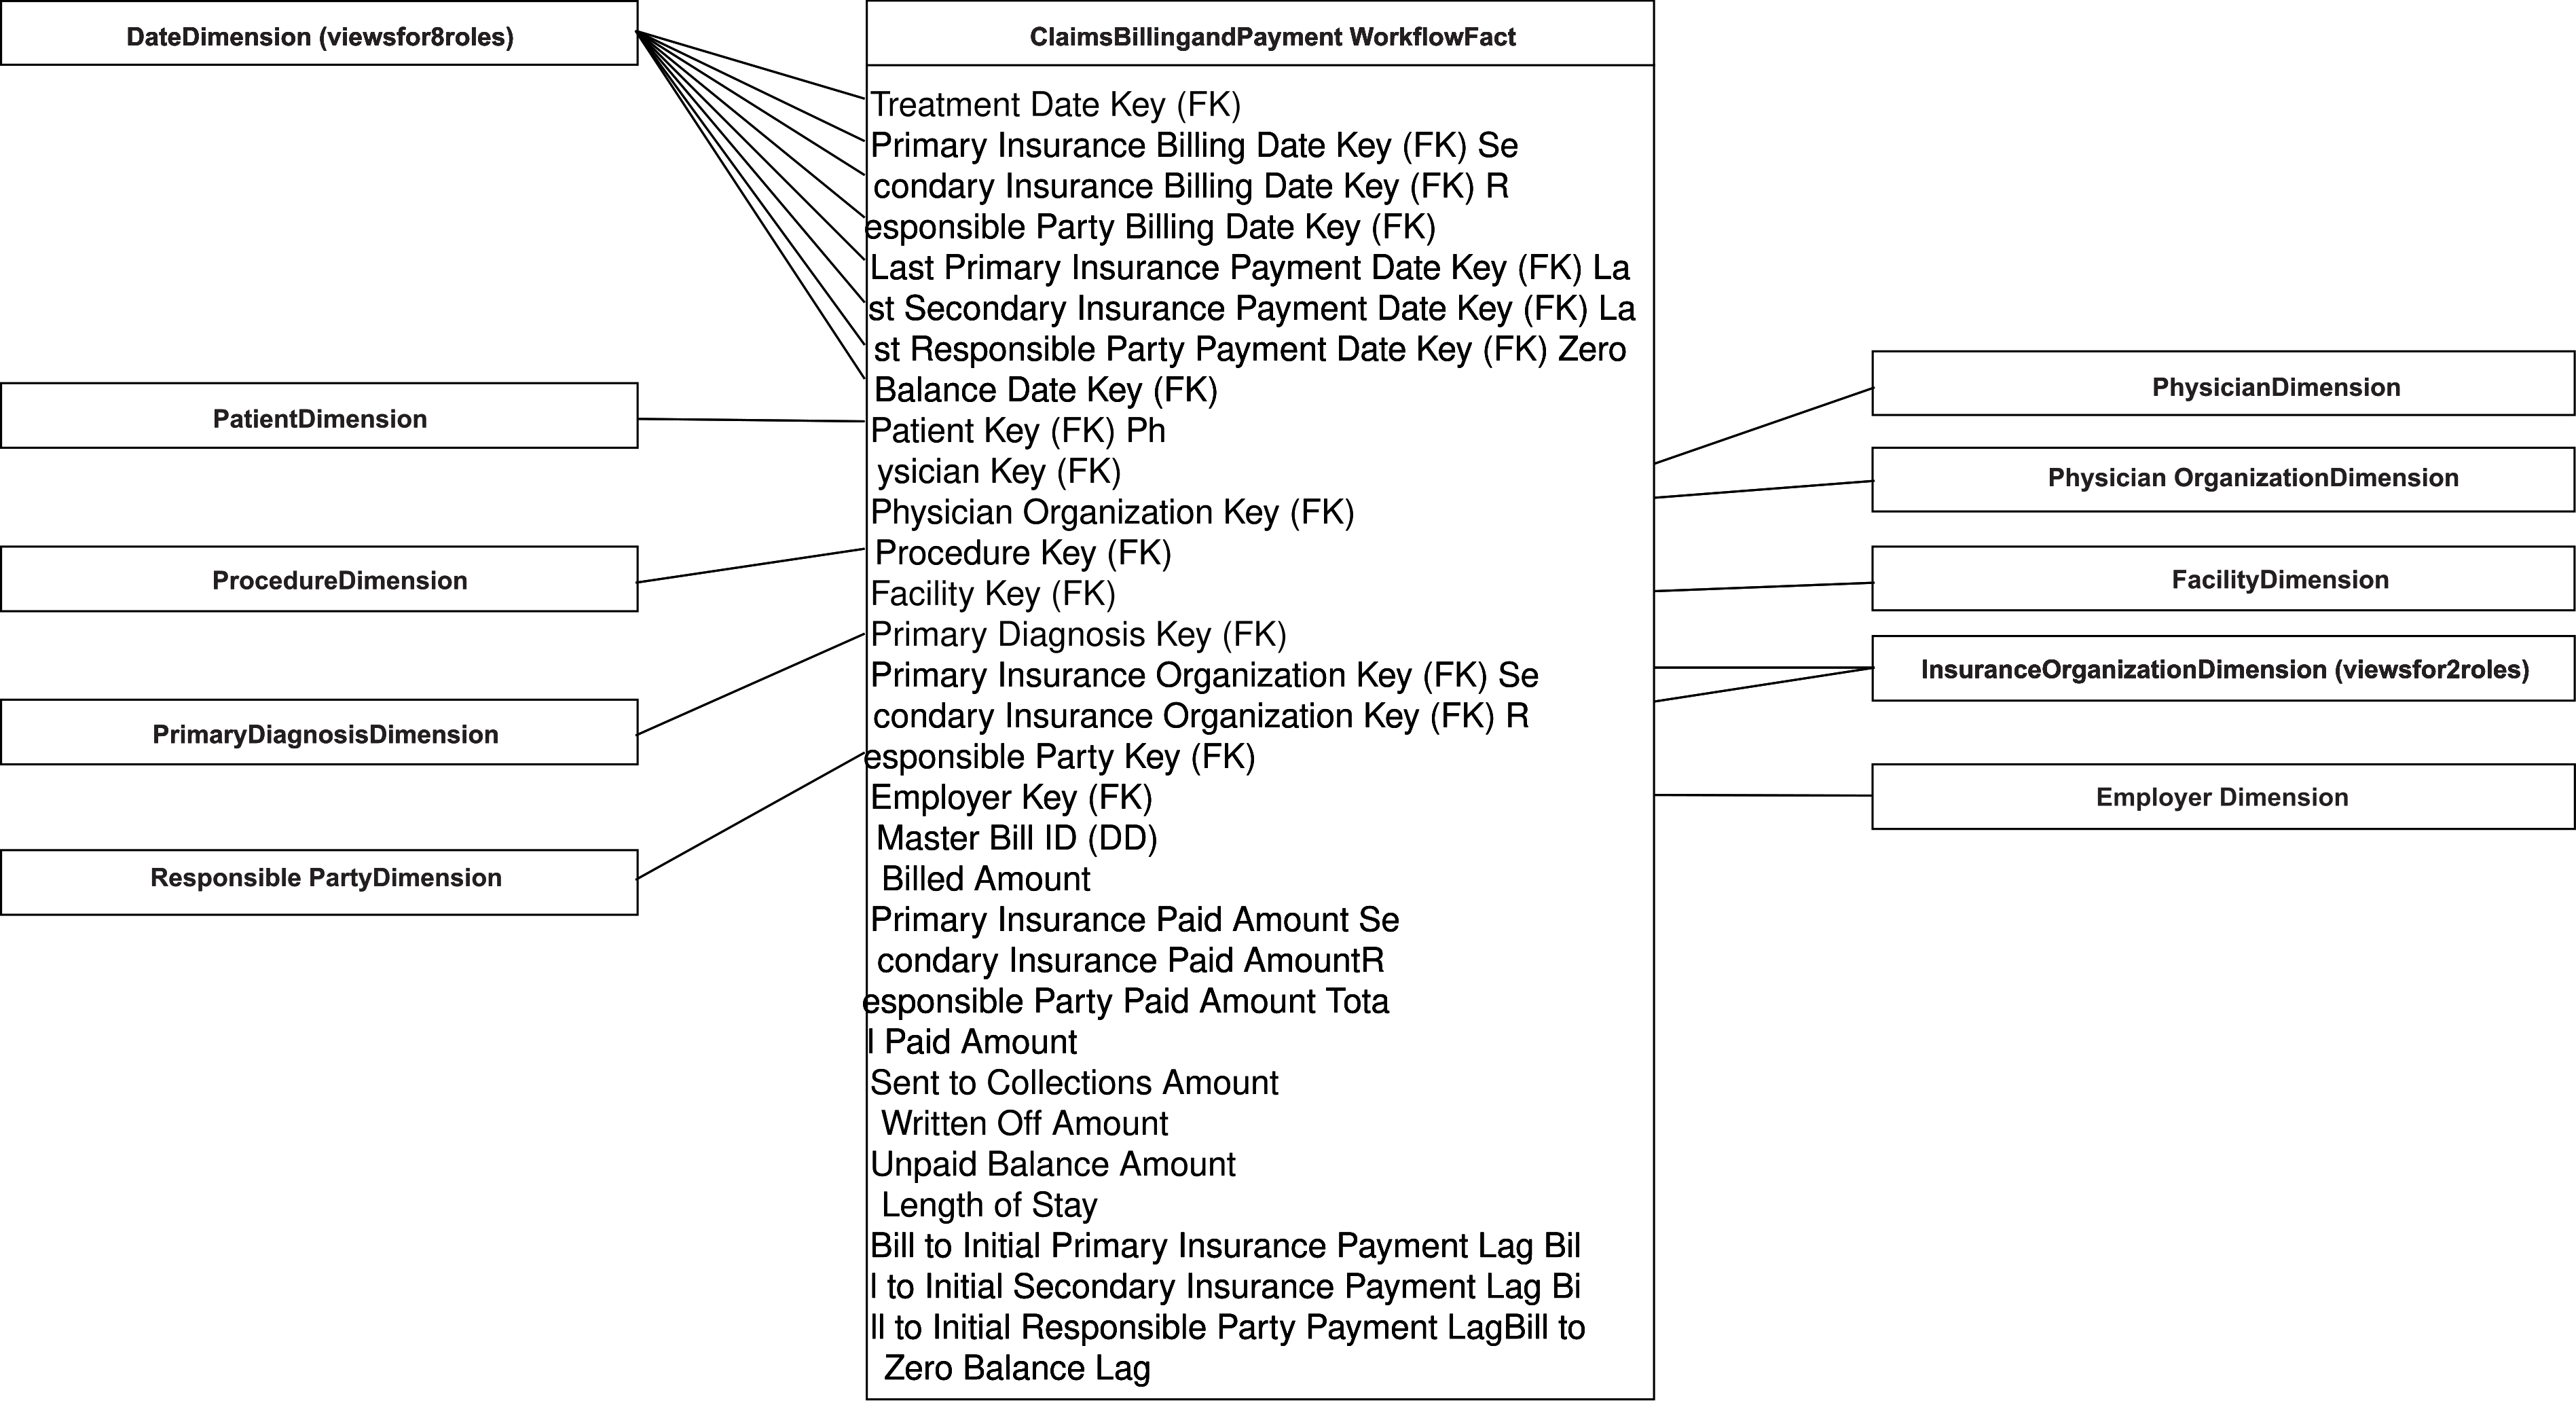 DateDimension (viewsfor8roles)
PatientDimension
ProcedureDimension
PrimaryDiagnosisDimension
Responsible PartyDimension
ClaimsBillingandPayment WorkflowFact
Treatment Date Key (FK)
Primary Insurance Billing Date Key (FK) Se
condary Insurance Billing Date Key (FK) R
esponsible Party Billing Date Key (FK)
Last Primary Insurance Payment Date Key (FK) La
st Secondary Insurance Payment Date Key (FK) La
st Responsible Party Payment Date Key (FK) Zero
Balance Date Key (FK)
Patient Key (FK) Ph
ysician Key (FK)
Physician Organization Key (FK)
Procedure Key (FK)
Facility Key (FK)
Primary Diagnosis Key (FK)
Primary Insurance Organization Key (FK) Se
condary Insurance Organization Key (FK) R
esponsible Party Key (FK)
Employer Key (FK)
Master Bill ID (DD)
Billed Amount
Primary Insurance Paid Amount Se
condary Insurance Paid AmountR
esponsible Party Paid Amount Tota
l Paid Amount
Sent to Collections Amount
Written Off Amount
Unpaid Balance Amount
Length of Stay
Bill to Initial Primary Insurance Payment Lag Bil
l to Initial Secondary Insurance Payment Lag Bi
ll to Initial Responsible Party Payment LagBill to
Zero Balance Lag
PhysicianDimension
Physician OrganizationDimension
FacilityDimension
InsuranceOrganizationDimension (viewsfor2roles)
Employer Dimension